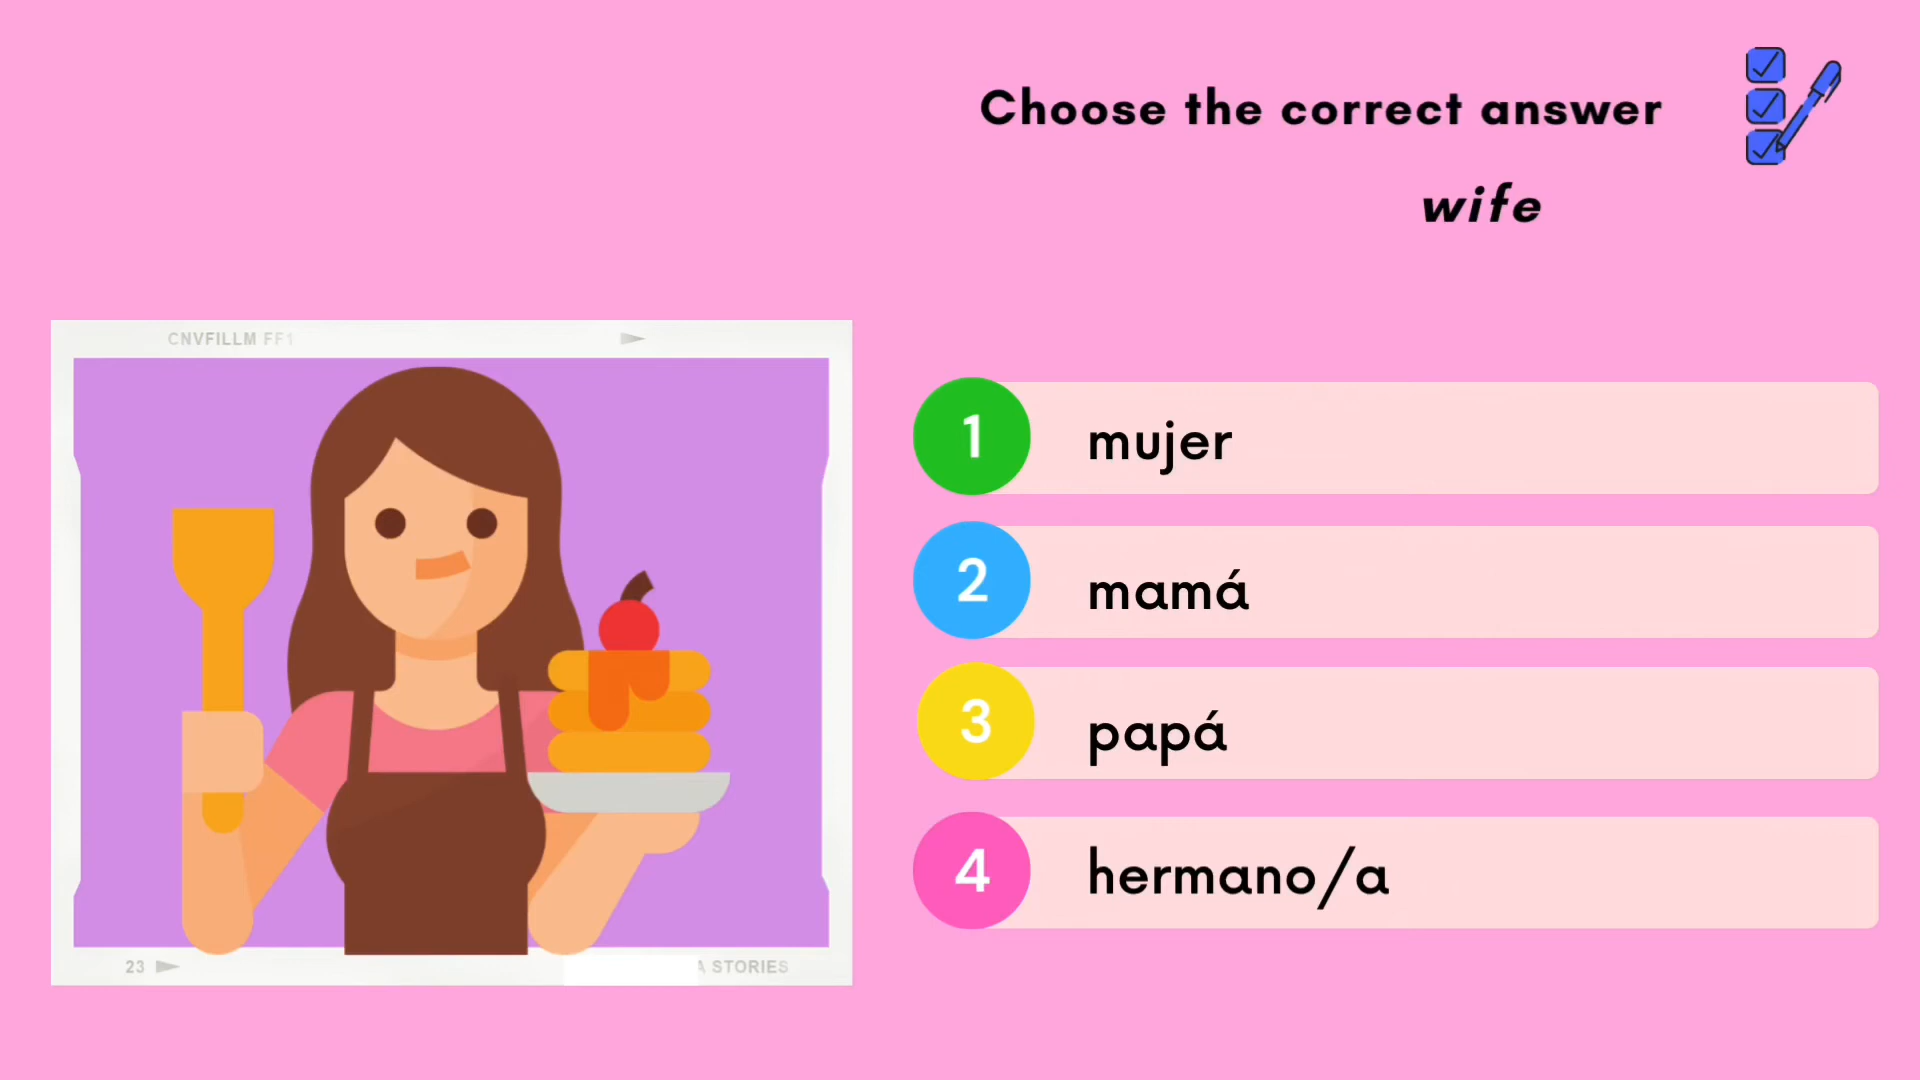 Choose the correct answer
wife
CNVFILLM FF1
1 mujer
2 mamá
3 papá
4 hermano/a
23
A STORIES